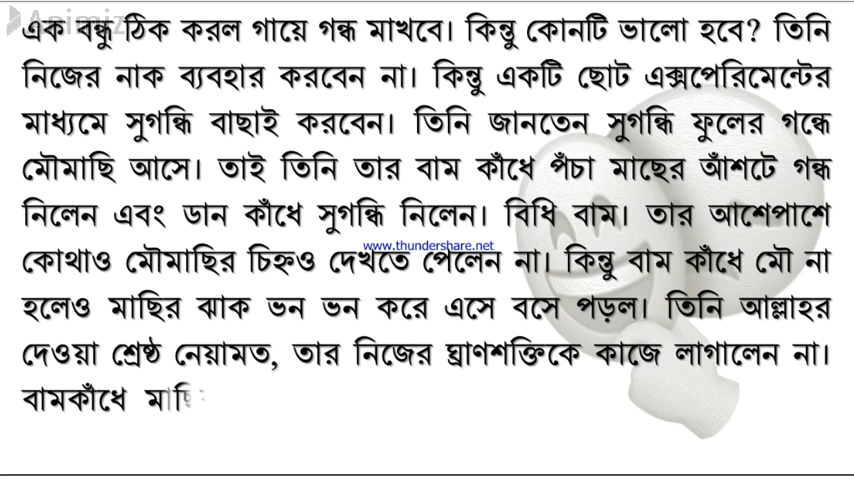 Animiz
এক বন্ধু ঠিক করল গায়ে গন্ধ মাখবে। কিন্তু কোনটি ভালো হবে? তিনি
নিজের নাক ব্যবহার করবেন না। কিন্তু একটি ছোট এক্সপেরিমেন্টের
মাধ্যমে সুগন্ধি বাছাই করবেন। তিনি জানতেন সুগন্ধি ফুলের গন্ধে
মৌমাছি আসে। তাই তিনি তার বাম কাঁধে পঁচা মাছের আঁশটে গন্ধ
নিলেন এবং ডান কাঁধে সুগন্ধি নিলেন। বিধি বাম। তার আশেপাশে
www.thundershare.net
কোথাও মৌমাছির চিহ্নও দেখতে পেলেন না। কিন্তু বাম কাঁধে মৌ না
হলেও মাছির ঝাক ভন ভন করে এসে বসে পড়ল। তিনি আল্লাহর
দেওয়া শ্রেষ্ঠ নেয়ামত, তার নিজের ঘ্রাণশক্তিকে কাজে লাগালেন না।
বামকাঁধে